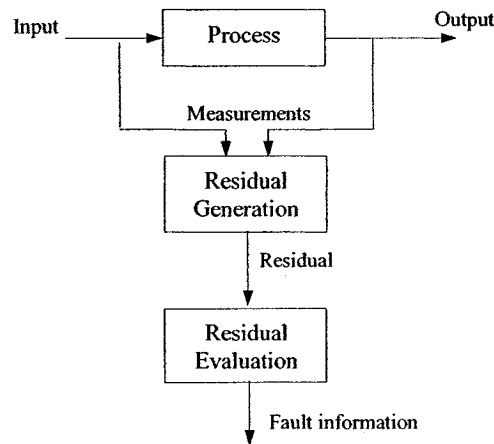 Input
Output
Process
Measurements
Residual
Generation
Residual
Residual
Evaluation
Fault information